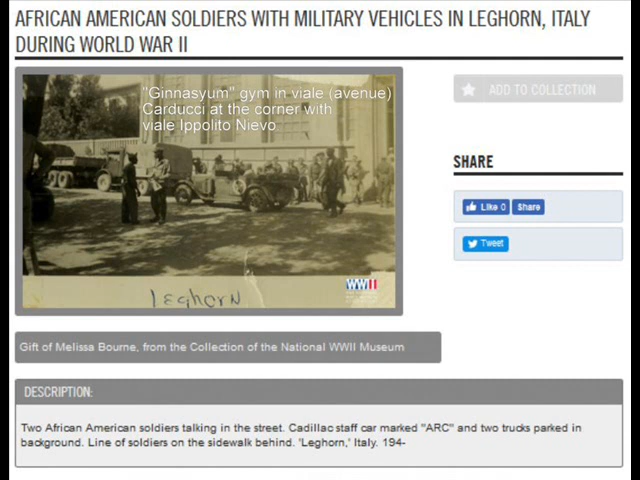 AFRICAN AMERICAN SOLDIERS WITH MILITARY VEHICLES IN LEGHORN, ITALY
DURING WORLD WAR II
"Ginnasyum" gym in viale (avenue)
Carducci at the corner with
viale Ippolito Nievo
Leghorn
WWII
ADD TO COLLECTION
SHARE
Like 0 Share
Tweet
Gift of Melissa Bourne, from the Collection of the National WWII Museum
DESCRIPTION:
Two African American soldiers talking in the street. Cadillac staff car marked "ARC" and two trucks parked in
background. Line of soldiers on the sidewalk behind. 'Leghorn,' Italy. 194-